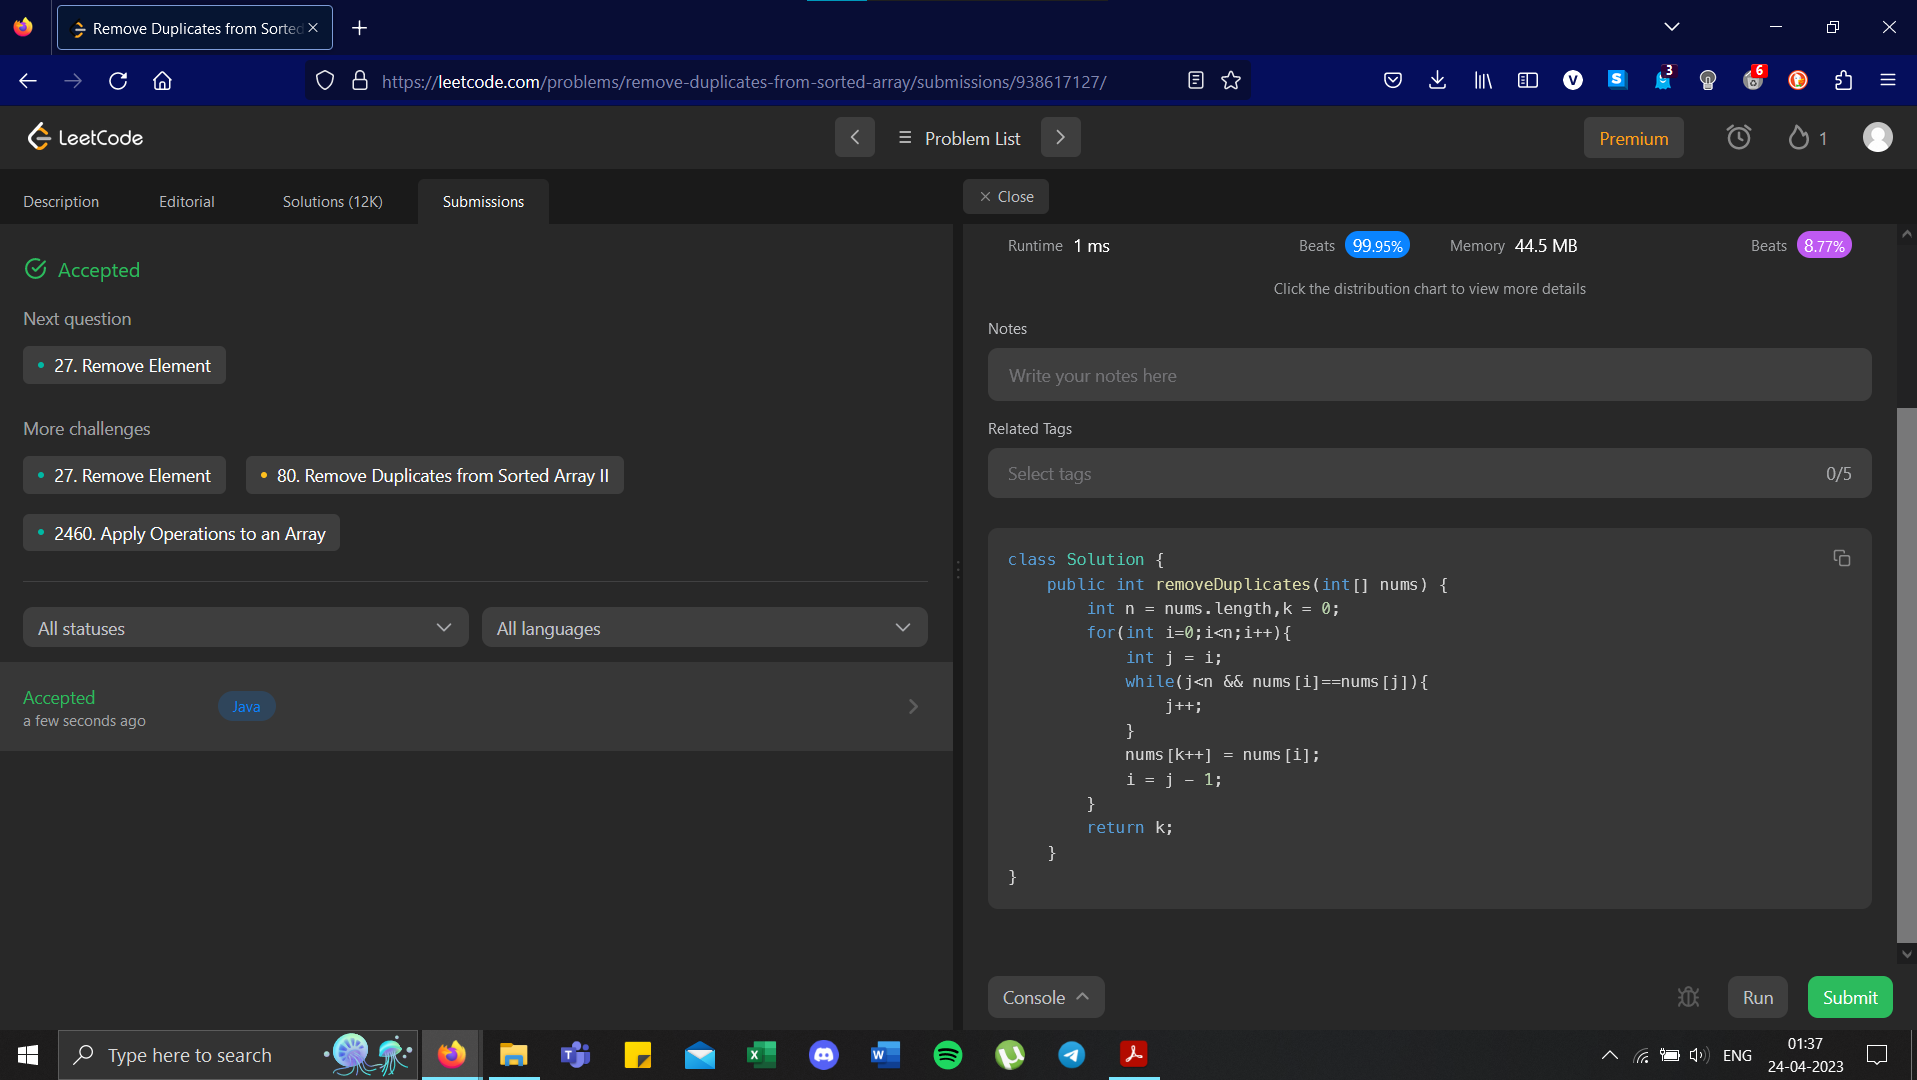 Remove Duplicates from Sorted
https://leetcode.com/problems/remove-duplicates-from-sorted-array/submissions/938617127/
V
S
3
6
LeetCode
Problem List
Premium
1
Description
Editorial
Solutions (12K)
Submissions
Close
Accepted
Next question
27. Remove Element
More challenges
27. Remove Element
80. Remove Duplicates from Sorted Array II
2460. Apply Operations to an Array
All statuses
All languages
Accepted
a few seconds ago
Java
Runtime 1 ms
Beats 99.95%
Memory 44.5 MB
Beats 8.77%
Click the distribution chart to view more details
Notes
Write your notes here
Related Tags
Select tags
0/5
class Solution {
    public int removeDuplicates(int[] nums) {
        int n = nums.length,k = 0;
        for(int i=0;i<n;i++){
            int j = i;
            while(j<n && nums[i]==nums[j]){
                j++;
            }
            nums[k++] = nums[i];
            i = j - 1;
        }
        return k;
    }
}
Console
Run
Submit
Type here to search
ENG
01:37
24-04-2023